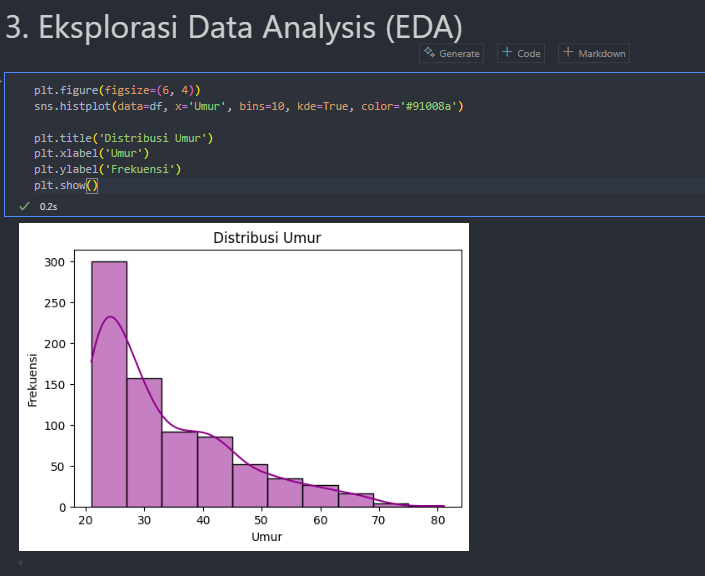 3. Eksplorasi Data Analysis (EDA)
Generate + Code + Markdown
plt.figure(figsize=(6, 4))
sns.histplot(data=df, x='Umur', bins=10, kde=True, color='#91008a')
plt.title('Distribusi Umur')
plt.xlabel('Umur')
plt.ylabel('Frekuensi')
plt.show()
0.2s
Distribusi Umur
300
250
200
150
100
50
0
Frekuensi
20 30 40 50 60 70 80
Umur